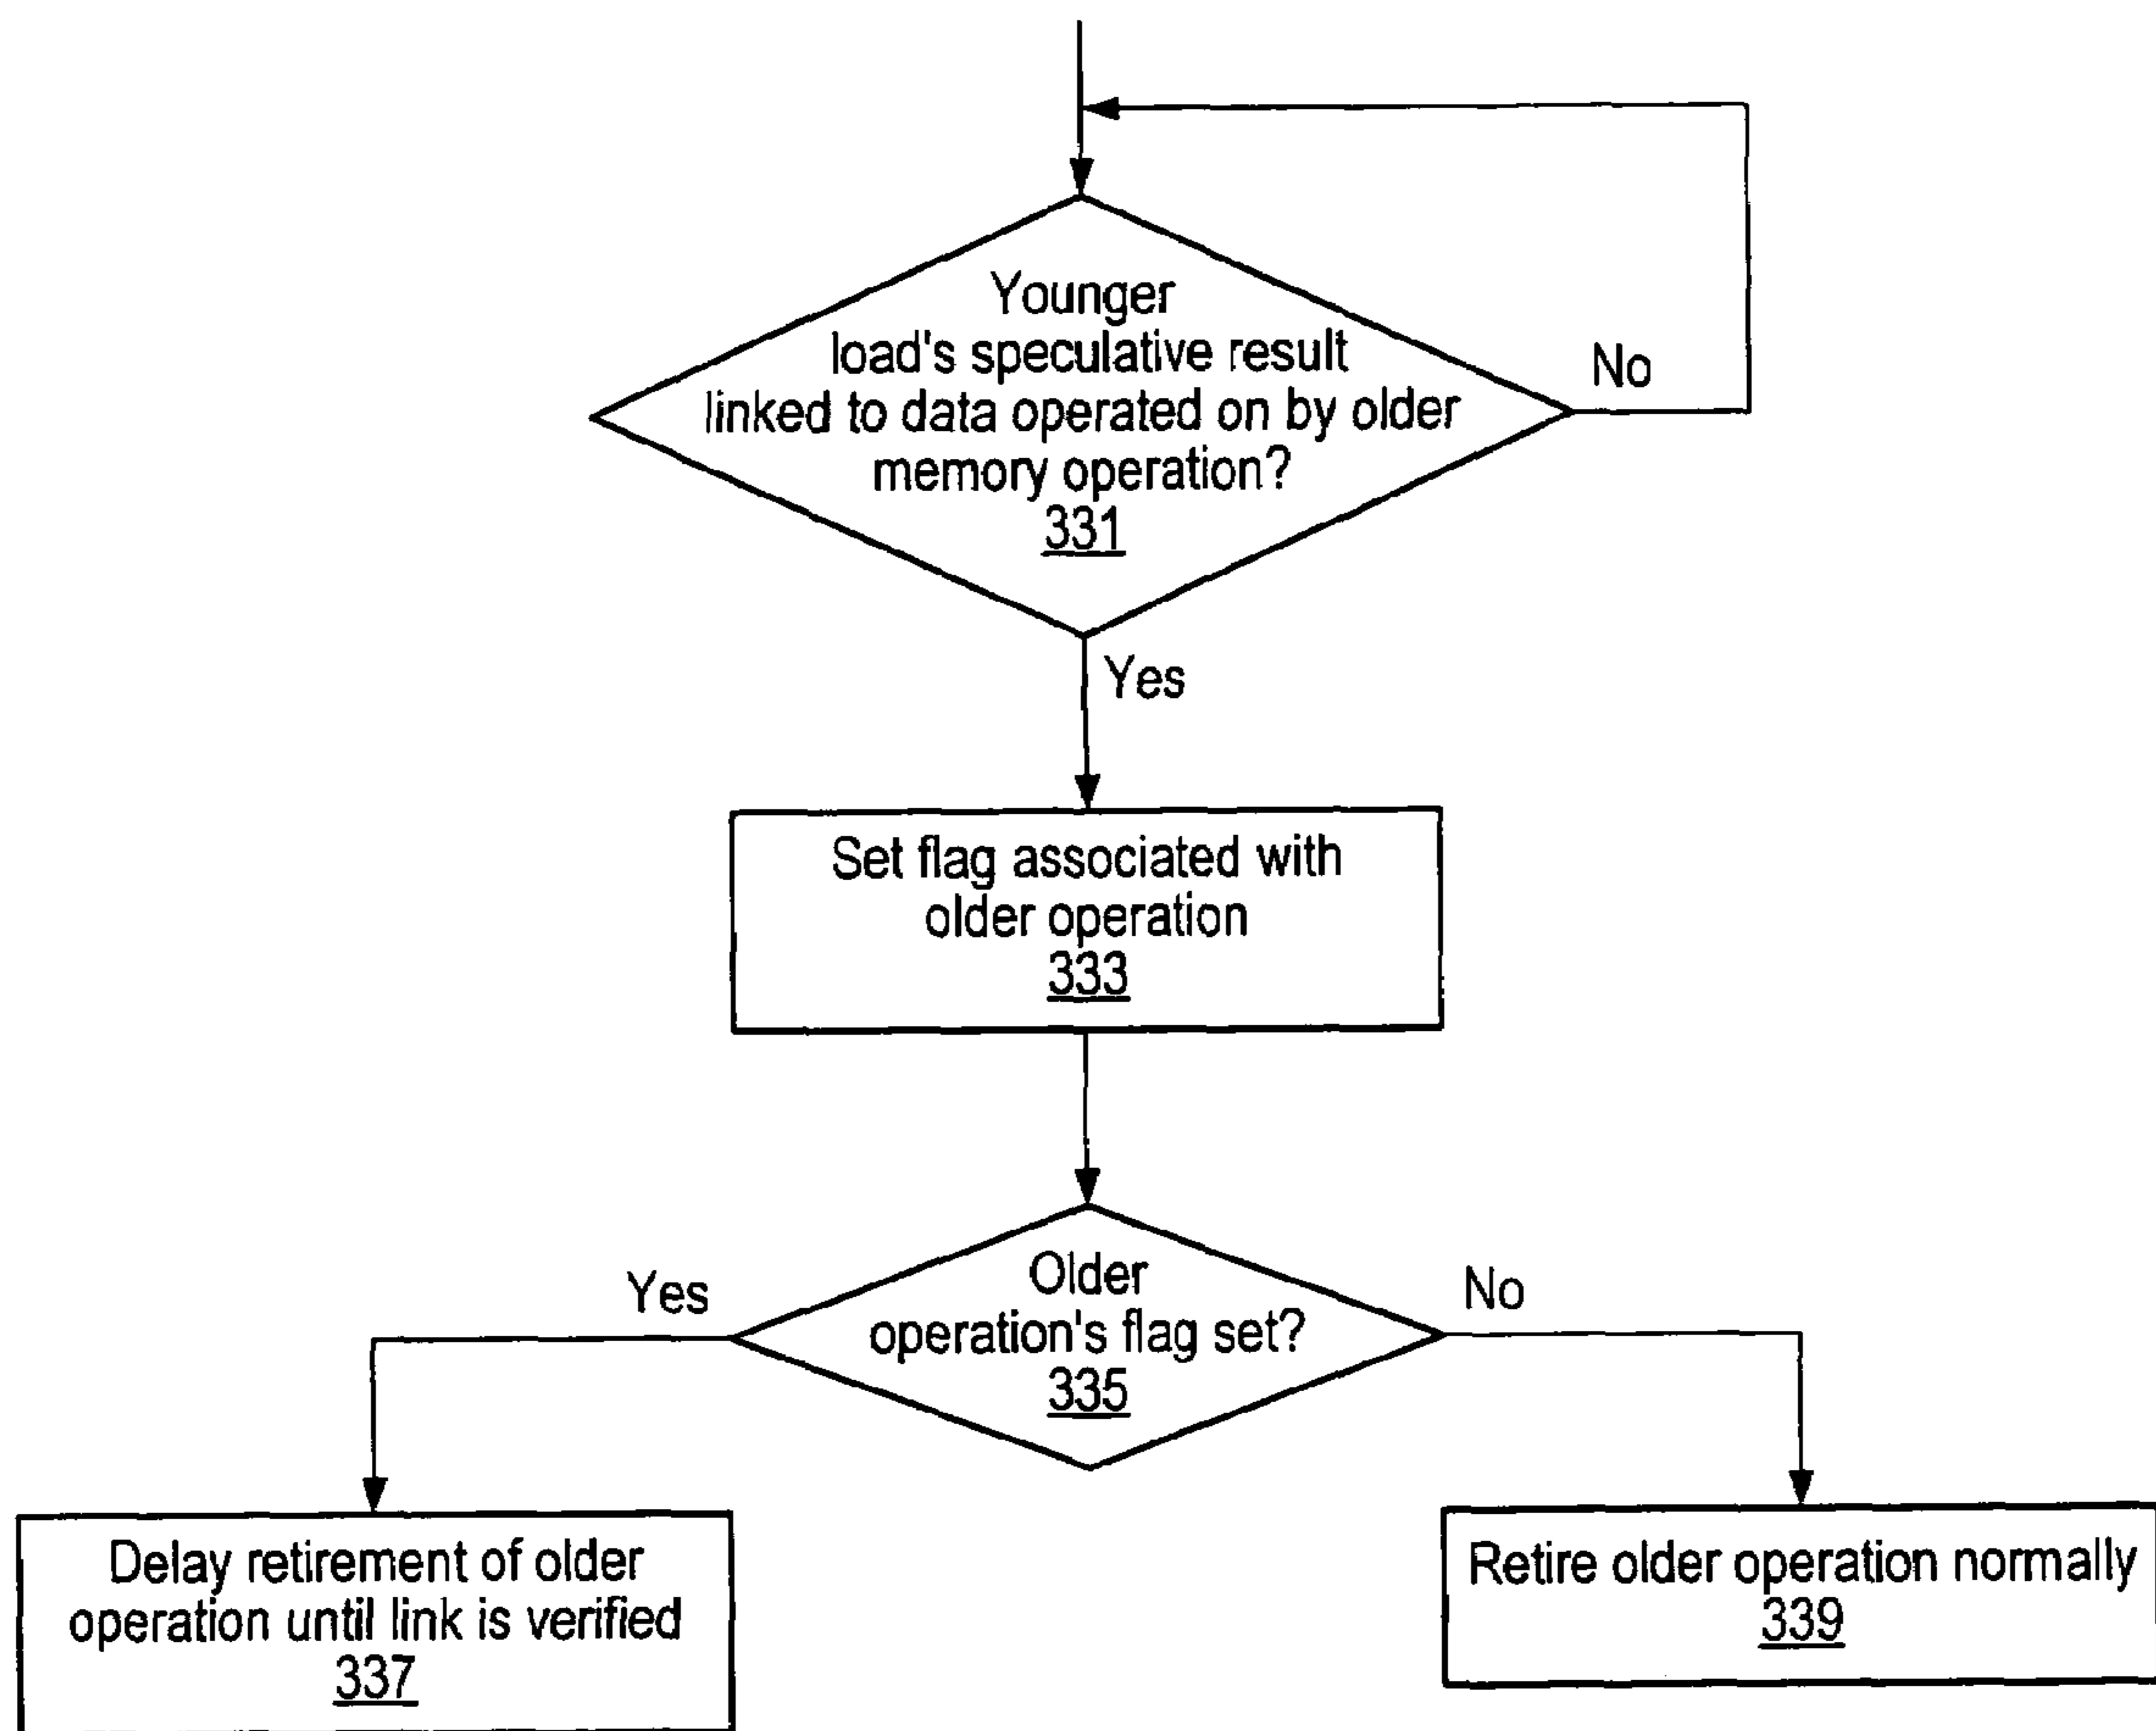 Younger
load's speculative result
linked to data operated on by older
memory operation?
331
No
Yes
Set flag associated with
older operation
333
Older
operation's flag set?
335
Yes
No
Delay retirement of older
operation until link is verified
337
Retire older operation normally
339